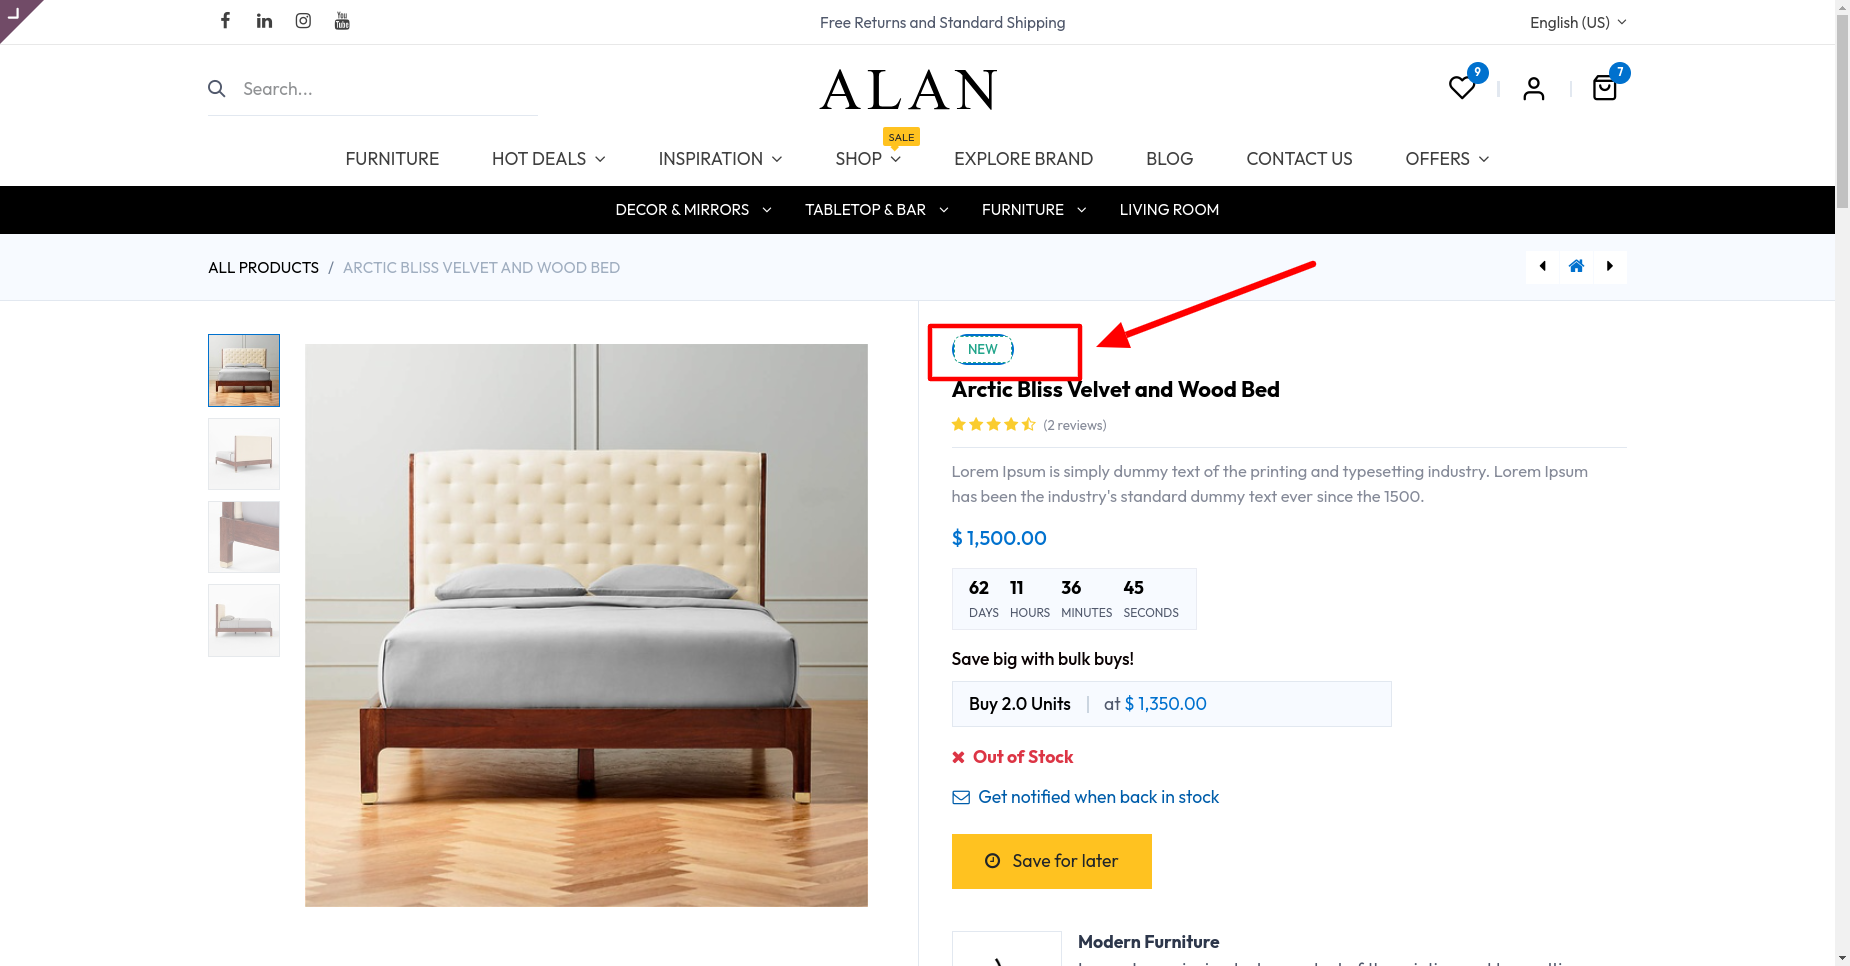 You
Tube
Free Returns and Standard Shipping
English (US)
Search...
ALAN
9
7
SALE
FURNITURE
HOT DEALS
INSPIRATION
SHOP
EXPLORE BRAND
BLOG
CONTACT US
OFFERS
DECOR & MIRRORS
TABLETOP & BAR
FURNITURE
LIVING ROOM
ALL PRODUCTS / ARCTIC BLISS VELVET AND WOOD BED
NEW
Arctic Bliss Velvet and Wood Bed
(2 reviews)
Lorem Ipsum is simply dummy text of the printing and typesetting industry. Lorem Ipsum
has been the industry's standard dummy text ever since the 1500.
$ 1,500.00
62 11 36 45
DAYS HOURS MINUTES SECONDS
Save big with bulk buys!
Buy 2.0 Units | at $ 1,350.00
Out of Stock
Get notified when back in stock
Save for later
Modern Furniture